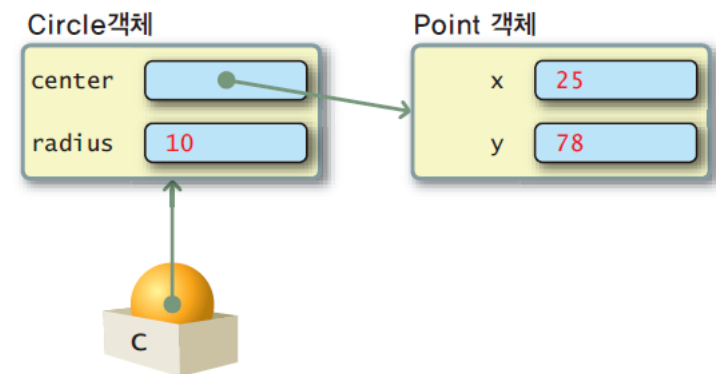 Circle객체
center
radius 10
C
Point 객체
x 25
y 78